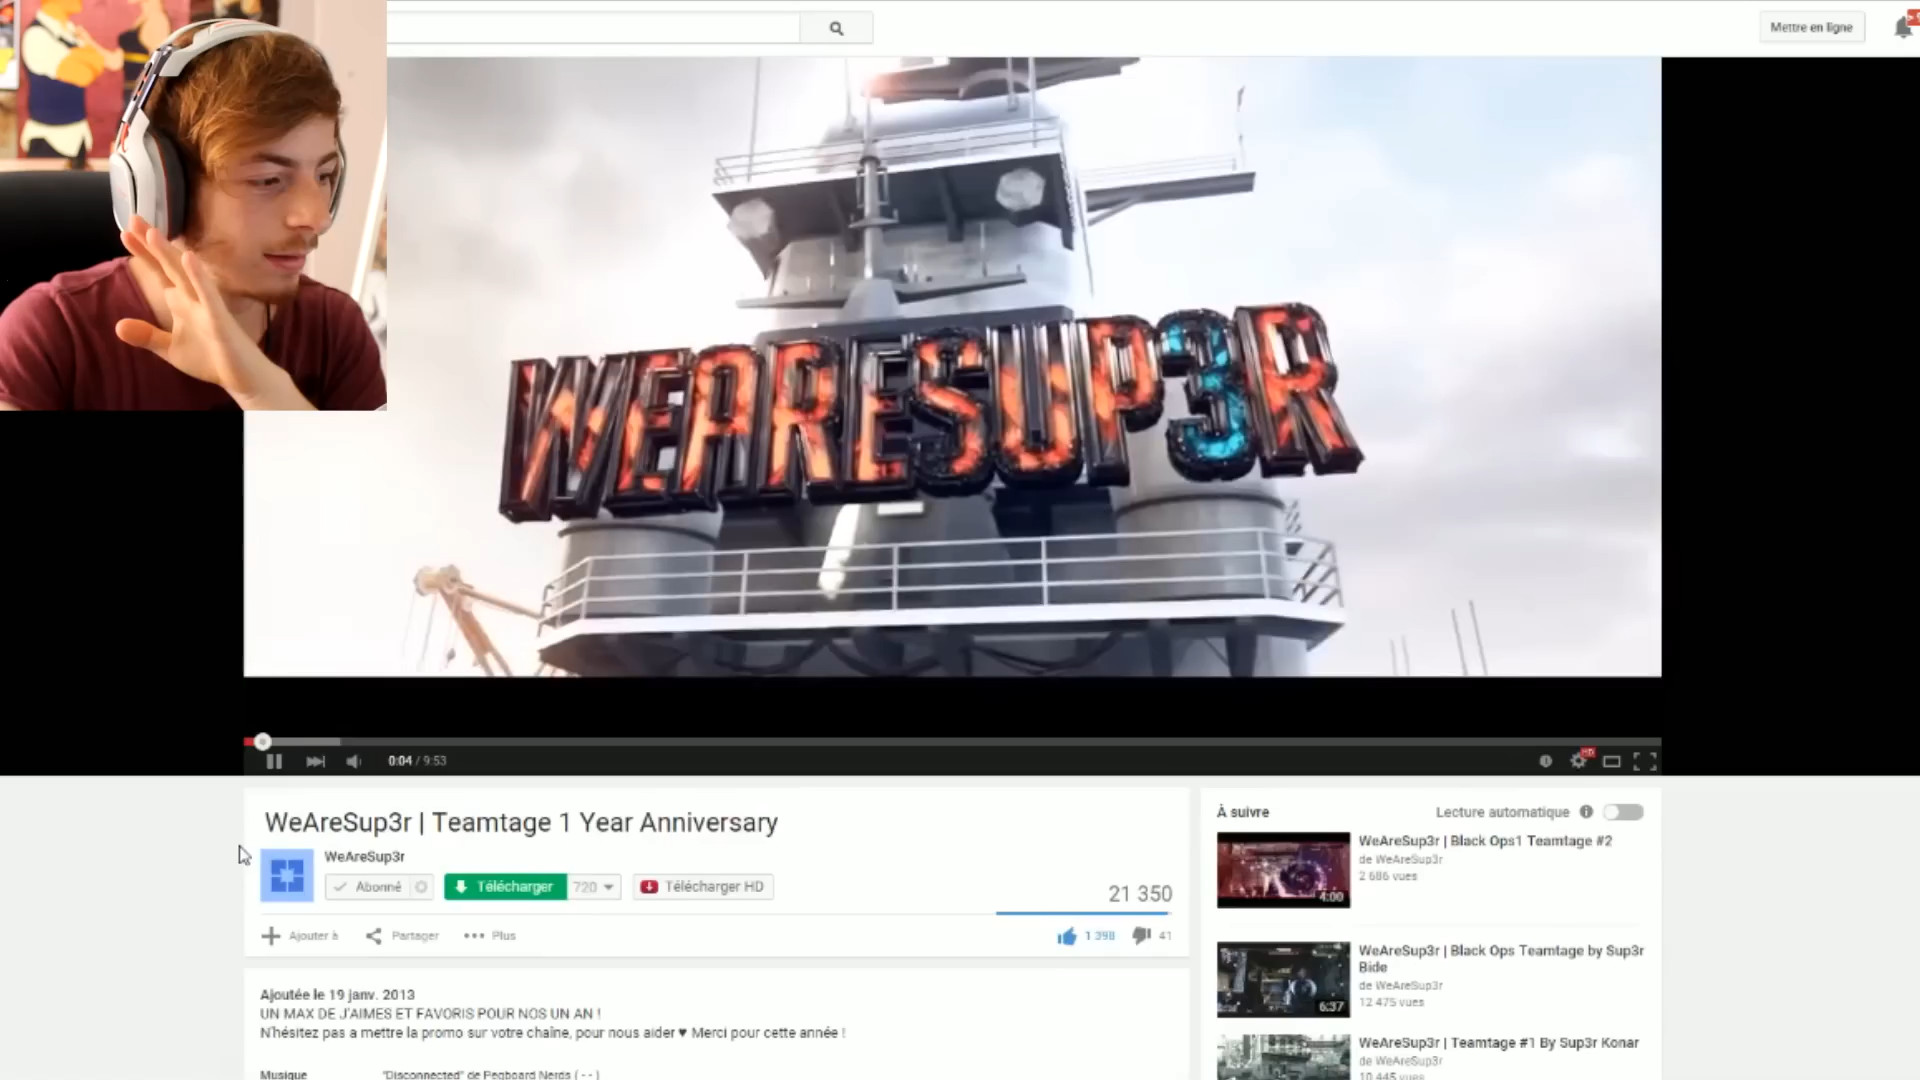 Mettre en ligne
WEARESUP3R
0:04 / 9:53
HD
WeAreSup3r | Teamtage 1 Year Anniversary
WeAreSup3r
Abonné
Télécharger
720
Télécharger HD
21 350
Ajouter à
Partager
Plus
1 398
41
Ajoutée le 19 janv. 2013
UN MAX DE J'AIMES ET FAVORIS POUR NOS UN AN !
N'hésitez pas a mettre la promo sur votre chaîne, pour nous aider ♥ Merci pour cette année !
Musique
"Disconnected" de Pegboard Nerds ( - - )
À suivre
Lecture automatique
WeAreSup3r | Black Ops1 Teamtage #2
de WeAreSup3r
2 686 vues
4:00
WeAreSup3r | Black Ops Teamtage by Sup3r
Bide
de WeAreSup3r
12 475 vues
6:37
WeAreSup3r | Teamtage #1 By Sup3r Konar
de WeAreSup3r
10 445 vues